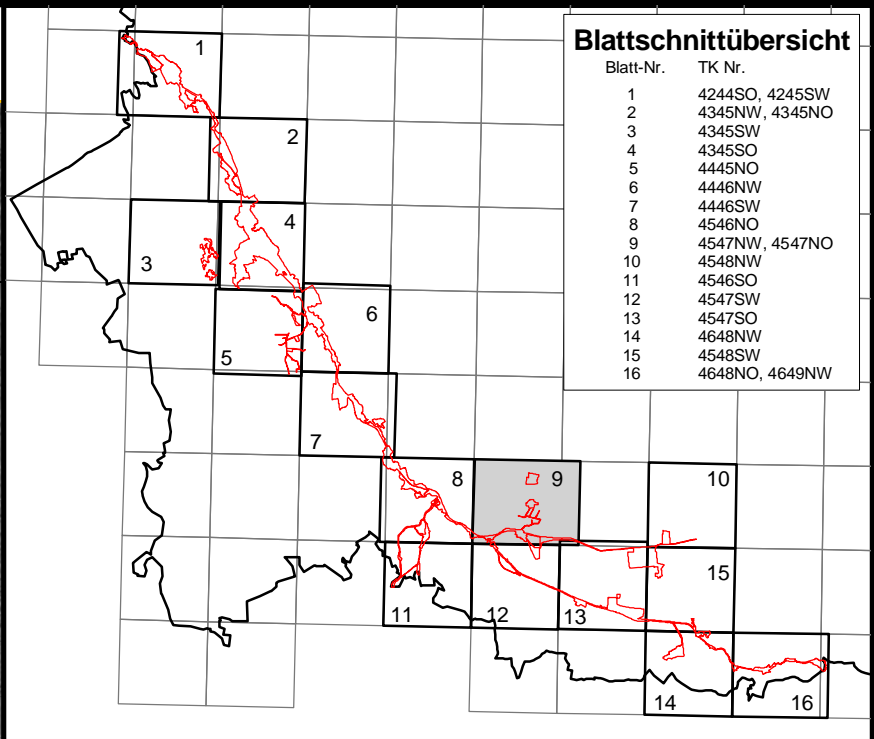 Blattschnittübersicht
Blatt-Nr. TK Nr.
1 4244SO, 4245SW
2 4345NW, 4345NO
3 4345SW
4 4345SO
5 4445NO
6 4446NW
7 4446SW
8 4546NO
9 4547NW, 4547NO
10 4548NW
11 4546SO
12 4547SW
13 4547SO
14 4648NW
15 4548SW
16 4648NO, 4649NW
1
2
4
3
6
5
7
8
9
10
15
11
12
13
14
16